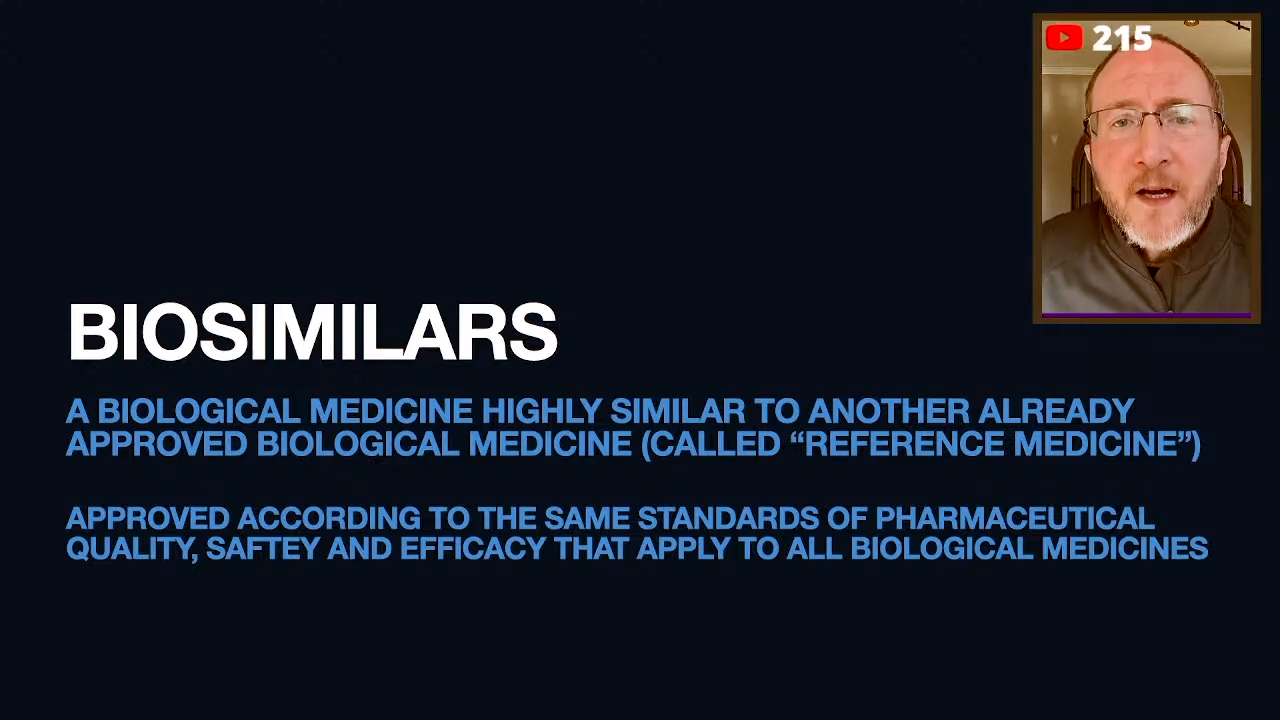 215
BIOSIMILARS
A BIOLOGICAL MEDICINE HIGHLY SIMILAR TO ANOTHER ALREADY
APPROVED BIOLOGICAL MEDICINE (CALLED “REFERENCE MEDICINE”)
APPROVED ACCORDING TO THE SAME STANDARDS OF PHARMACEUTICAL
QUALITY, SAFTEY AND EFFICACY THAT APPLY TO ALL BIOLOGICAL MEDICINES